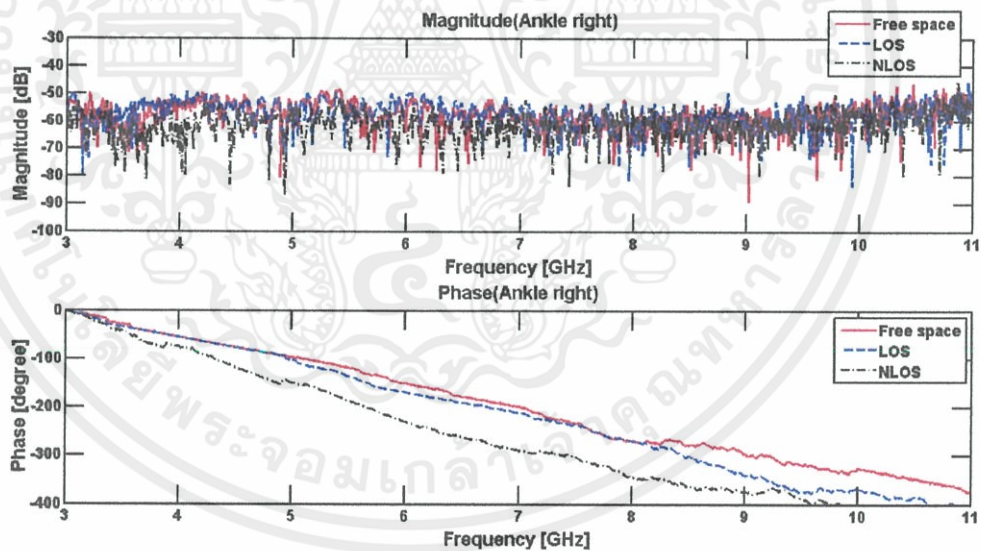 Magnitude(Ankle right)
Free space
LOS
NLOS
-30
-40
-50
-60
-70
-80
-90
-100
Magnitude [dB]
3 4 5 6 7 8 9 10 11
Frequency [GHz]
Phase(Ankle right)
Free space
LOS
NLOS
0
-100
-200
-300
-400
Phase [degree]
3 4 5 6 7 8 9 10 11
Frequency [GHz]